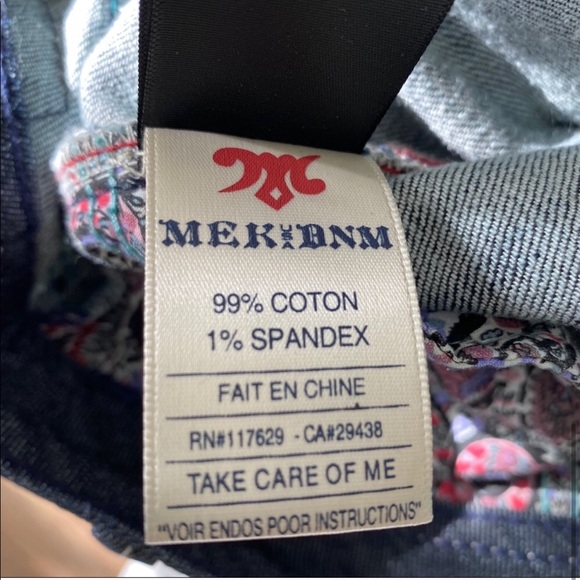 MEK USA DNM
99% COTON
1% SPANDEX
FAIT EN CHINE
RN#117629 - CA#29438
TAKE CARE OF ME
"VOIR ENDOS POOR INSTRUCTIONS"